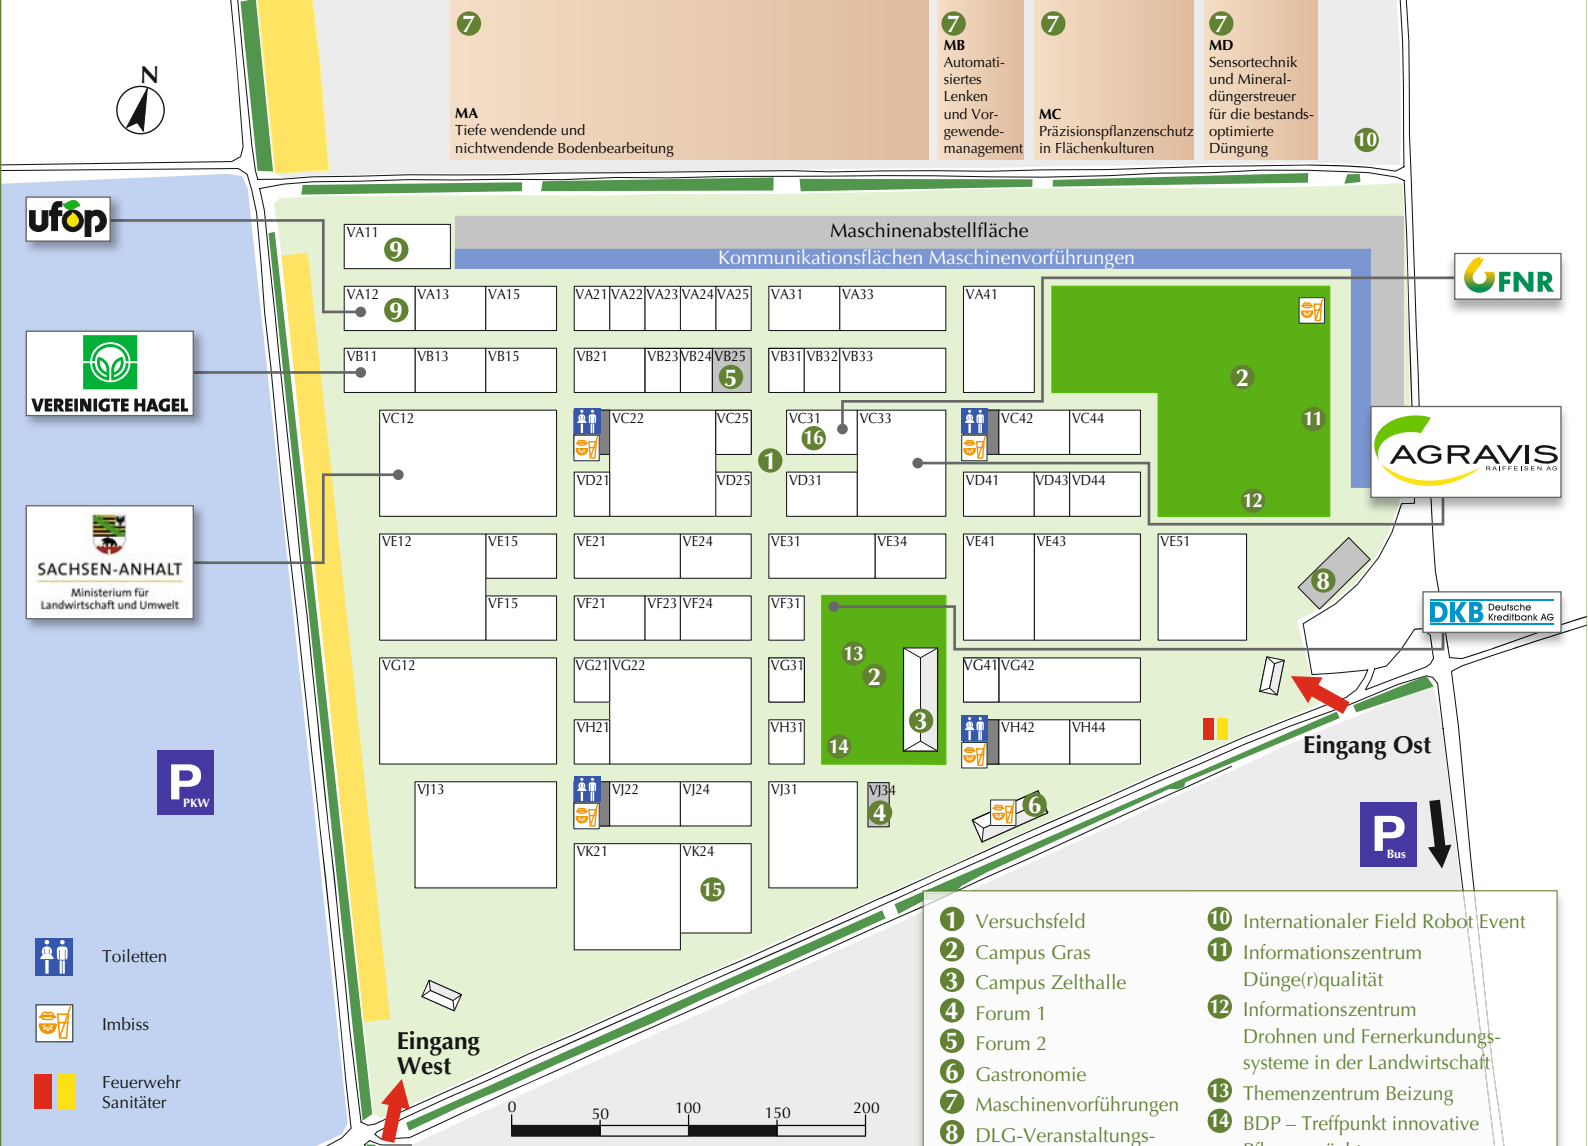 N
7
MA
Tiefe wendende und
nichtwendende Bodenbearbeitung
7
MB
Automati-
siertes
Lenken
und Vor-
gewende-
management
7
MC
Präzisionspflanzenschutz
in Flächenkulturen
7
MD
Sensortechnik
und Mineral-
düngerstreuer
für die bestands-
optimierte
Düngung
10
ufop
VEREINIGTE HAGEL
SACHSEN-ANHALT
Ministerium für
Landwirtschaft und Umwelt
FNR
AGRAVIS
RAIFFEISEN AG
DKB Deutsche
Kreditbank AG
Maschinenabstellfläche
Kommunikationsflächen Maschinenvorführungen
VA11 9
VA12 9 VA13 VA15 VA21 VA22 VA23 VA24 VA25 VA31 VA33 VA41
VB11 VB13 VB15 VB21 VB23 VB24 VB25 5 VB31 VB32 VB33
2
11
12
VC12 VC22 VC25 VC31 16 VC33 VC42 VC44
1
VD21 VD25 VD31 VD41 VD43 VD44
VE12 VE15 VE21 VE24 VE31 VE34 VE41 VE43 VE51
8
VF15 VF21 VF23 VF24 VF31
13
2
3
14
VG12 VG21 VG22 VG31 VG41 VG42
VH21 VH31 VH42 VH44
VJ13 VJ22 VJ24 VJ31 VJ34 4
6
VK21 VK24
15
Eingang Ost
P
PKW
P
Bus
Toiletten
Imbiss
Feuerwehr
Sanitäter
Eingang
West
0 50 100 150 200
1 Versuchsfeld
2 Campus Gras
3 Campus Zelthalle
4 Forum 1
5 Forum 2
6 Gastronomie
7 Maschinenvorführungen
8 DLG-Veranstaltungs-
10 Internationaler Field Robot Event
11 Informationszentrum
Dünge(r)qualität
12 Informationszentrum
Drohnen und Fernerkundungs-
systeme in der Landwirtschaft
13 Themenzentrum Beizung
14 BDP – Treffpunkt innovative